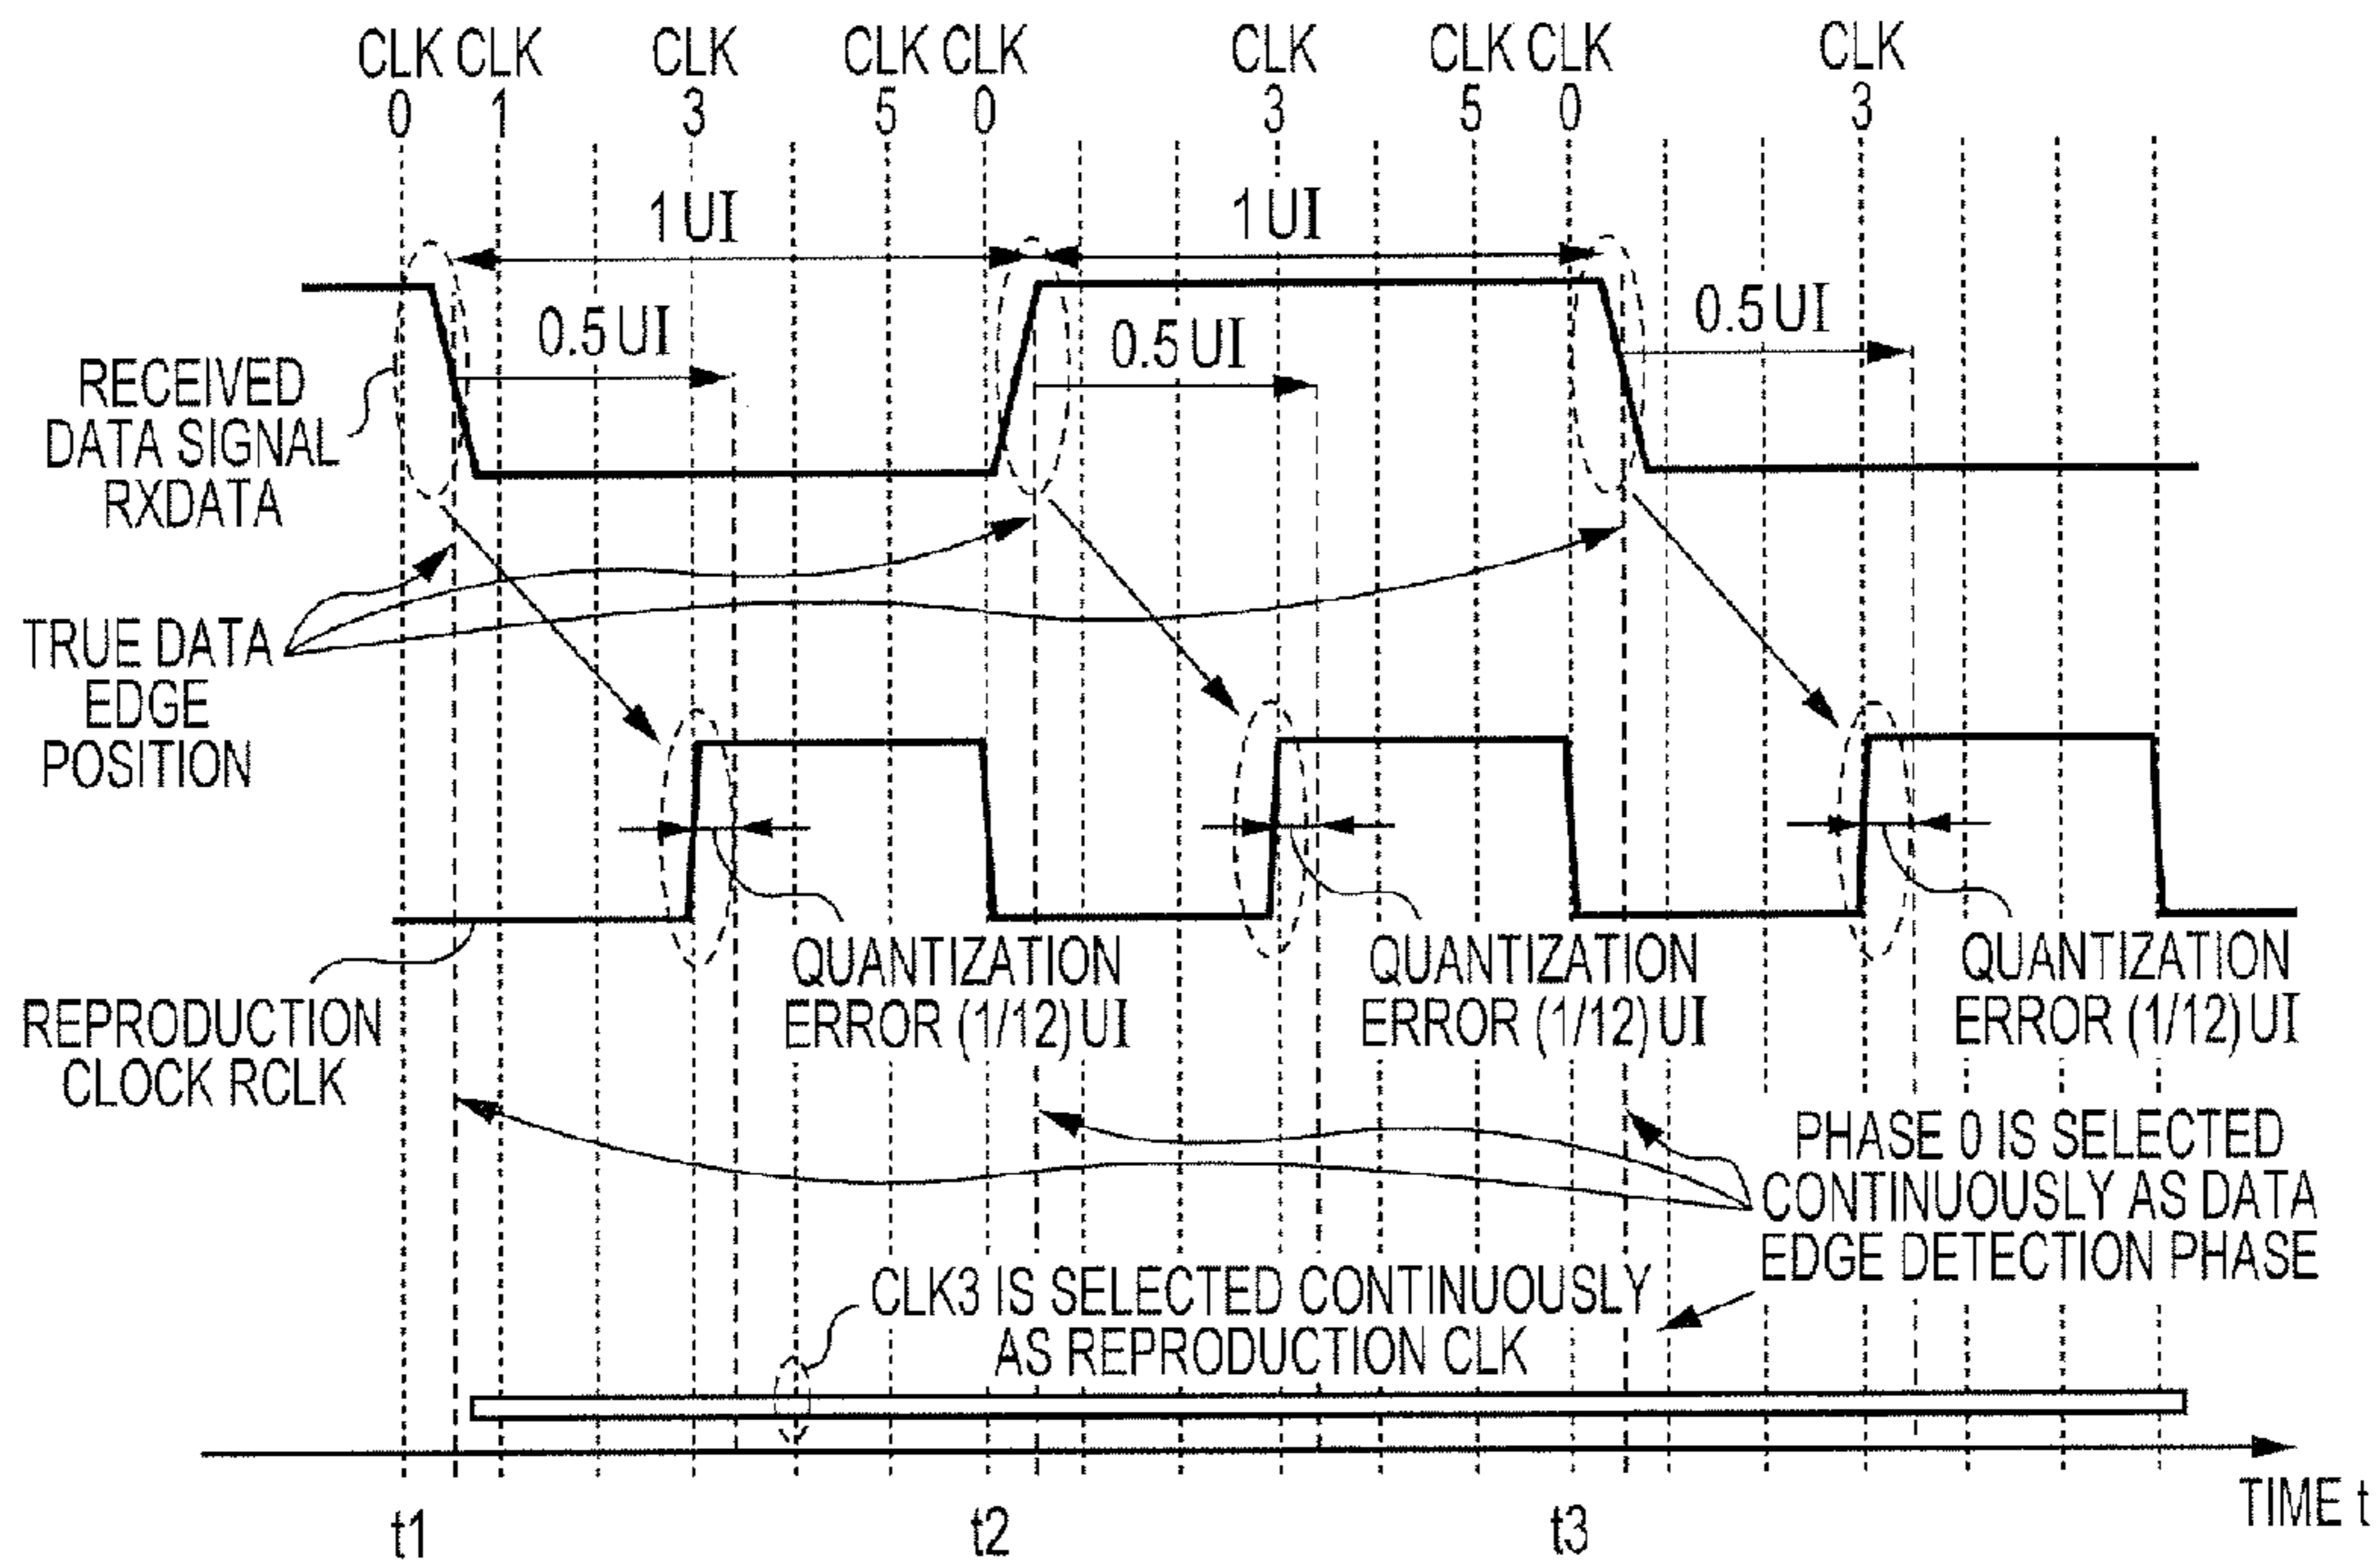 CLK CLK CLK CLK CLK CLK CLK CLK CLK
0 1 3 5 0 3 5 0 3
1 UI 1 UI
0.5 UI 0.5 UI 0.5 UI
RECEIVED
DATA SIGNAL
RXDATA
TRUE DATA
EDGE
POSITION
QUANTIZATION
ERROR (1/12) UI
QUANTIZATION
ERROR (1/12) UI
QUANTIZATION
ERROR (1/12) UI
REPRODUCTION
CLOCK RCLK
PHASE 0 IS SELECTED
CONTINUOUSLY AS DATA
EDGE DETECTION PHASE
CLK3 IS SELECTED CONTINUOUSLY
AS REPRODUCTION CLK
t1 t2 t3
TIME t